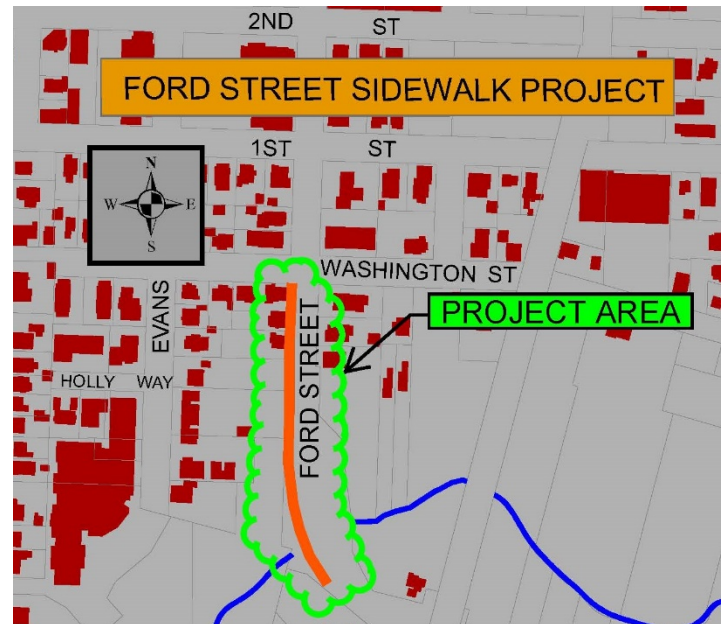 2ND ST
FORD STREET SIDEWALK PROJECT
1ST ST
N
W E
S
WASHINGTON ST
EVANS
PROJECT AREA
FORD STREET
HOLLY WAY